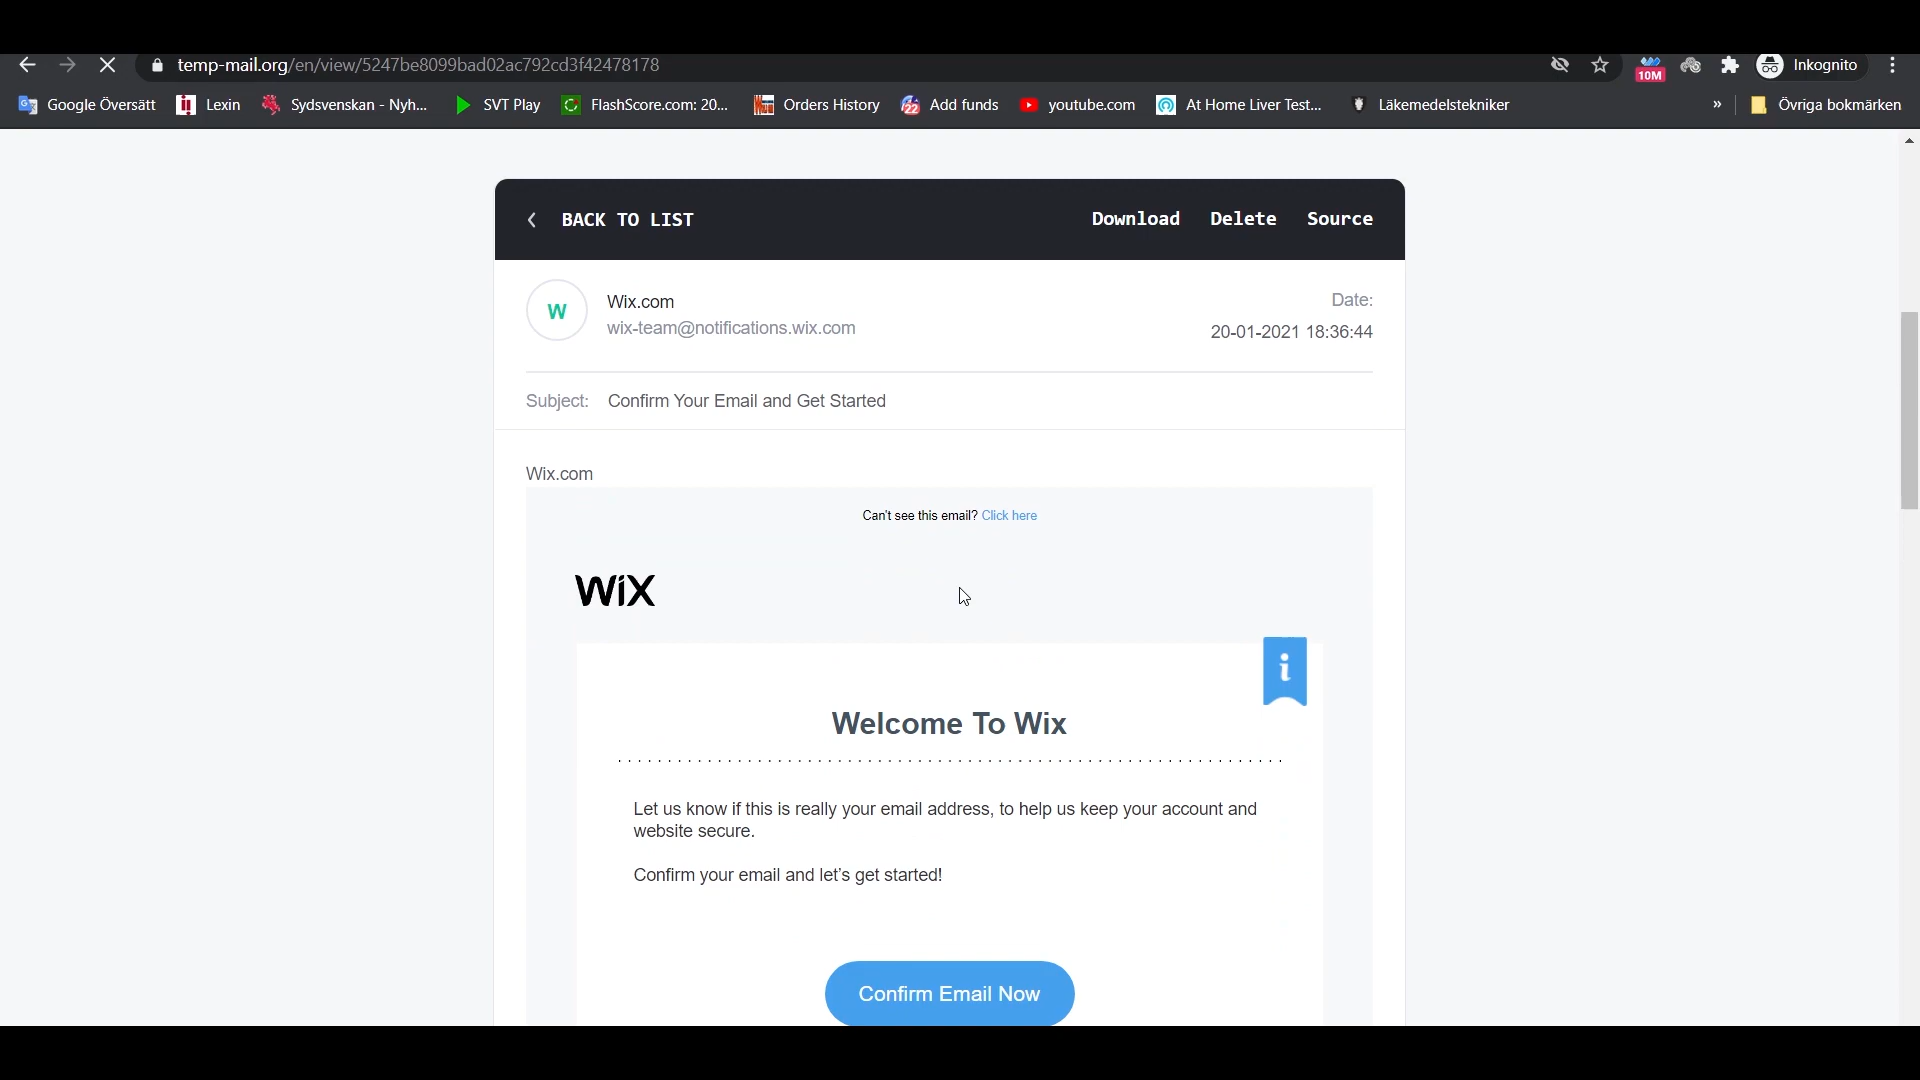 temp-mail.org/en/view/5247be8099bad02ac792cd3f42478178
10M
Inkognito
Google Översätt
Lexin
Sydsvenskan - Nyh...
SVT Play
FlashScore.com: 20...
Orders History
Add funds
youtube.com
At Home Liver Test...
Läkemedelstekniker
»
Övriga bokmärken
BACK TO LIST
Download
Delete
Source
W
Wix.com
wix-team@notifications.wix.com
Date:
20-01-2021 18:36:44
Subject: Confirm Your Email and Get Started
Wix.com
Can't see this email? Click here
WiX
i
Welcome To Wix
Let us know if this is really your email address, to help us keep your account and
website secure.
Confirm your email and let's get started!
Confirm Email Now